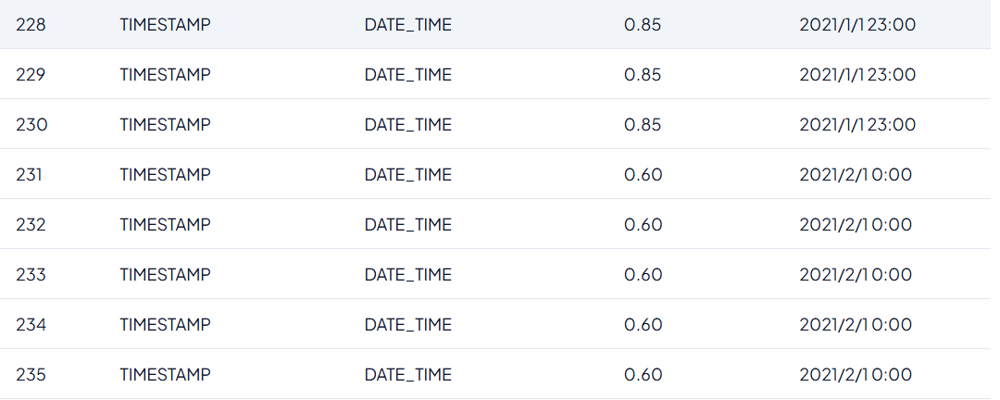 228 TIMESTAMP DATE_TIME 0.85 2021/1/1 23:00
229 TIMESTAMP DATE_TIME 0.85 2021/1/1 23:00
230 TIMESTAMP DATE_TIME 0.85 2021/1/1 23:00
231 TIMESTAMP DATE_TIME 0.60 2021/2/1 0:00
232 TIMESTAMP DATE_TIME 0.60 2021/2/1 0:00
233 TIMESTAMP DATE_TIME 0.60 2021/2/1 0:00
234 TIMESTAMP DATE_TIME 0.60 2021/2/1 0:00
235 TIMESTAMP DATE_TIME 0.60 2021/2/1 0:00